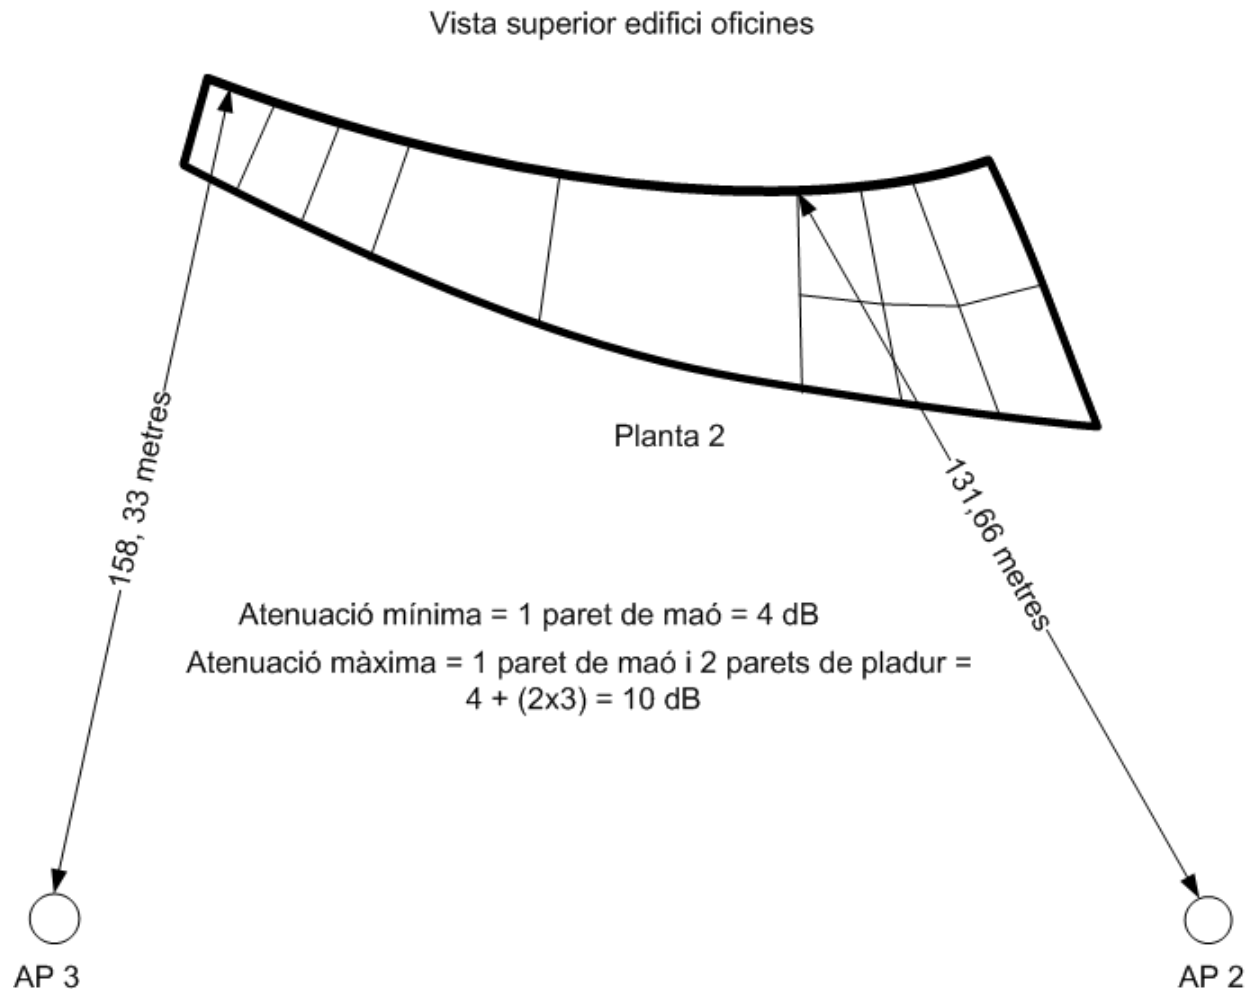 Vista superior edifici oficines
Planta 2
158, 33 metres
131,66 metres
Atenuació mínima = 1 paret de maó = 4 dB
Atenuació màxima = 1 paret de maó i 2 parets de pladur =
4 + (2x3) = 10 dB
AP 3
AP 2